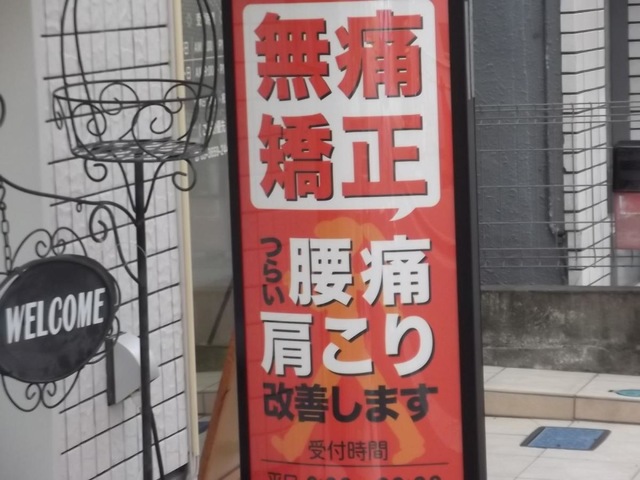 無痛
矯正
つらい腰痛
肩こり
改善します
受付時間
WELCOME